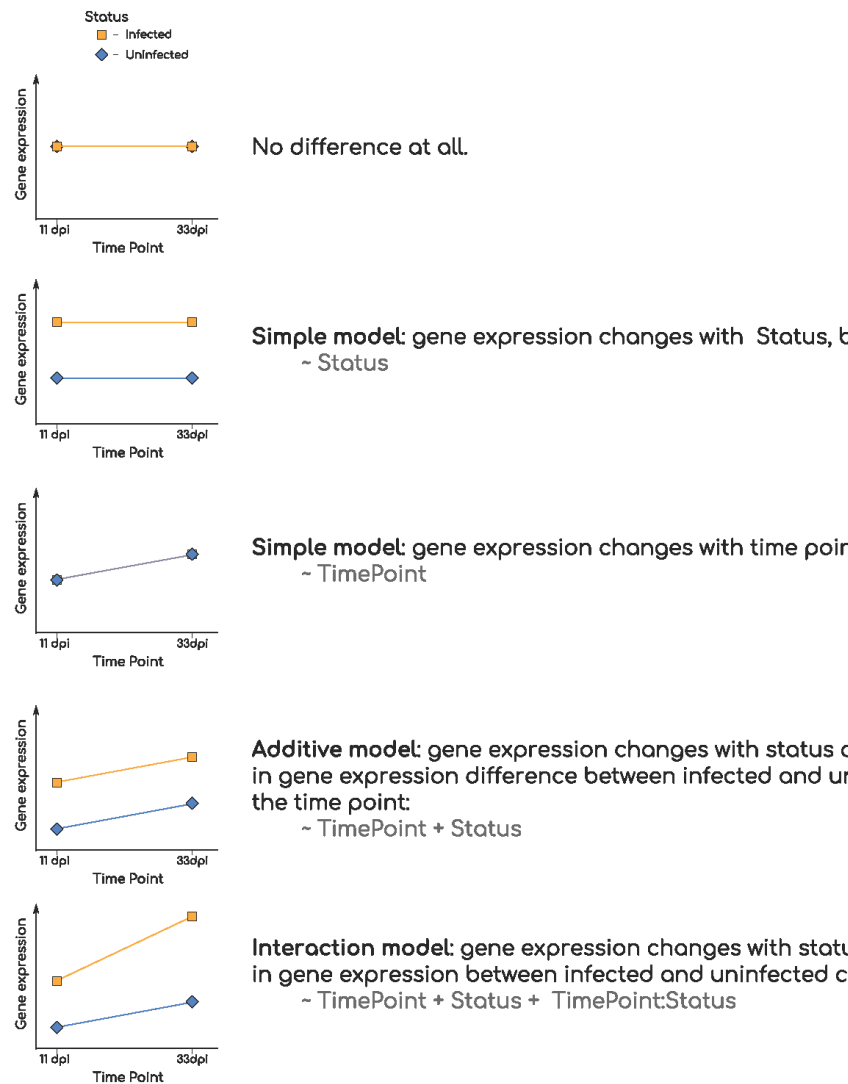 Status
- Infected
- Uninfected
Gene expression
11 dpi
33dpi
Time Point
No difference at all.
Gene expression
11 dpi
33dpi
Time Point
Simple model: gene expression changes with Status, b
~ Status
Gene expression
11 dpi
33dpi
Time Point
Simple model: gene expression changes with time poin
~ TimePoint
Gene expression
11 dpi
33dpi
Time Point
Additive model: gene expression changes with status
in gene expression difference between infected and un
the time point:
~ TimePoint + Status
Gene expression
11 dpi
33dpi
Time Point
Interaction model: gene expression changes with statu
in gene expression between infected and uninfected c
~ TimePoint + Status + TimePoint:Status